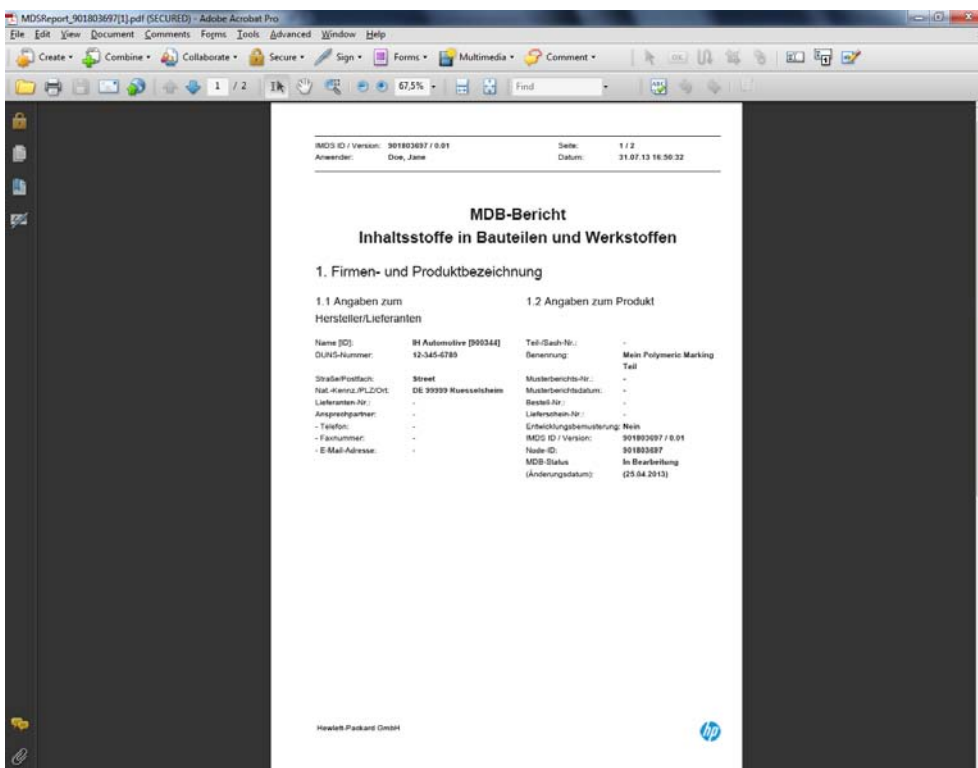 MDSReport_901803697[1].pdf (SECURED) - Adobe Acrobat Pro
File Edit View Document Comments Forms Tools Advanced Window Help
Create Combine Collaborate Secure Sign Forms Multimedia Comment
1 / 2 67,5% Find
IMDS ID / Version: 901803697 / 0.01 Seite: 1 / 2
Anwender: Doe, Jane Datum: 31.07.13 16:50:32
MDB-Bericht
Inhaltsstoffe in Bauteilen und Werkstoffen
1. Firmen- und Produktbezeichnung
1.1 Angaben zum
Hersteller/Lieferanten
Name [ID]: IH Automotive [900344]
DUNS-Nummer: 12-345-6789
Straße/Postfach: Street
Nat.-Kennz./PLZ/Ort: DE 99999 Ruesselsheim
Lieferanten-Nr.: -
Ansprechpartner: -
- Telefon: -
- Faxnummer: -
- E-Mail-Adresse: -
1.2 Angaben zum Produkt
Teil-/Sach-Nr.: -
Benennung: Mein Polymeric Marking
Teil
Musterberichts-Nr.: -
Musterberichtsdatum: -
Bestell-Nr.: -
Lieferschein-Nr.: -
Entwicklungsbemusterung: Nein
IMDS ID / Version: 901803697 / 0.01
Node-ID: 901803697
MDB-Status In Bearbeitung
(Änderungsdatum): (25.04.2013)
Hewlett-Packard GmbH
hp